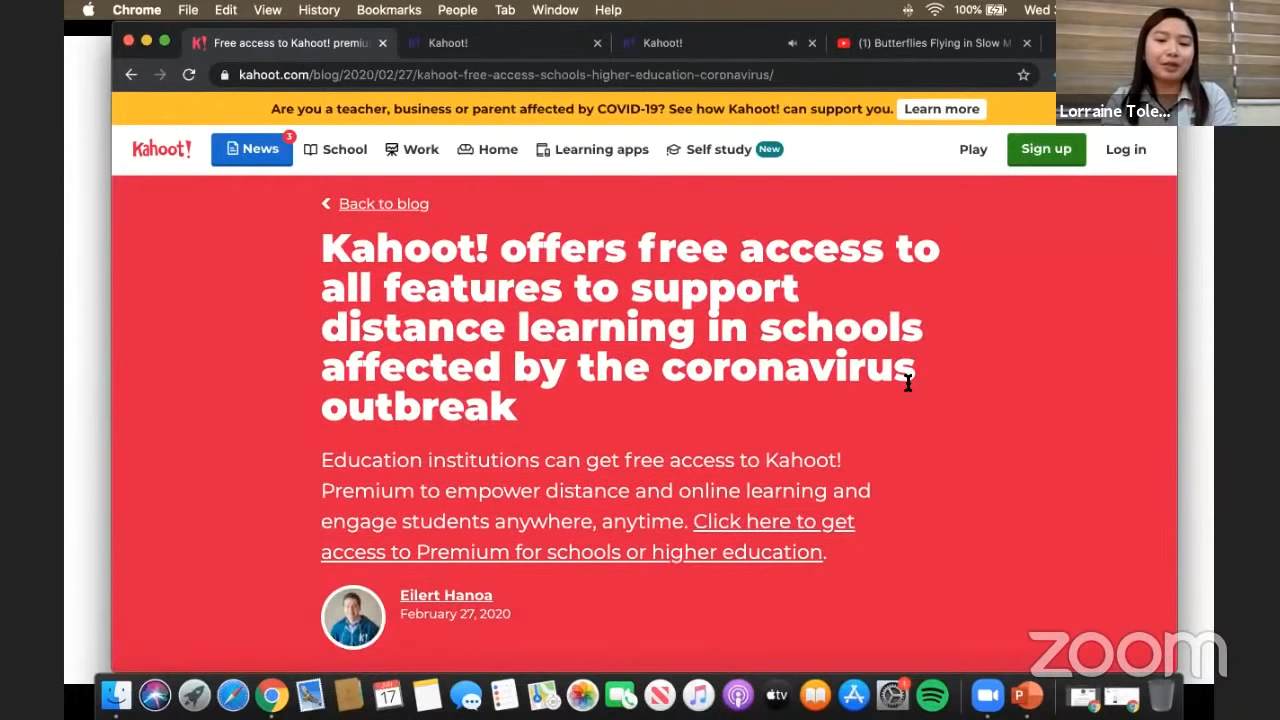 Chrome File Edit View History Bookmarks People Tab Window Help 100% Wed
Free access to Kahoot! premiu Kahoot! Kahoot! (1) Butterflies Flying in Slow M
kahoot.com/blog/2020/02/27/kahoot-free-access-schools-higher-education-coronavirus/
Lorraine Tole...
Are you a teacher, business or parent affected by COVID-19? See how Kahoot! can support you. Learn more
Kahoot! News 3 School Work Home Learning apps Self study New Play Sign up Log in
Back to blog
Kahoot! offers free access to
all features to support
distance learning in schools
affected by the coronavirus
outbreak
Education institutions can get free access to Kahoot!
Premium to empower distance and online learning and
engage students anywhere, anytime. Click here to get
access to Premium for schools or higher education.
Eilert Hanoa
February 27, 2020
zoom
17 tv 1